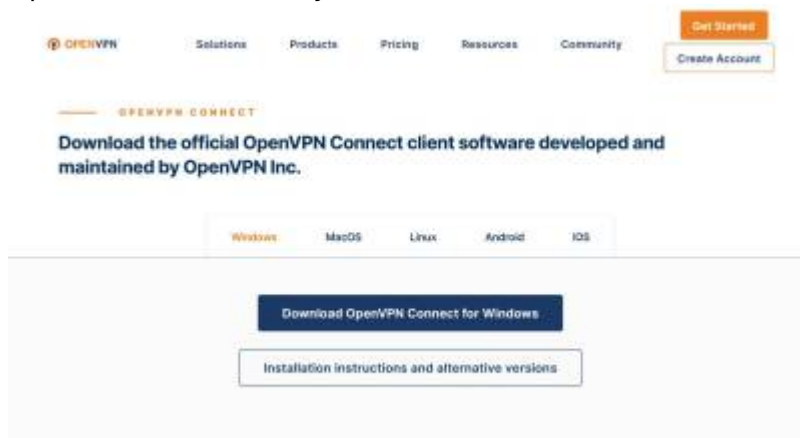 OPENVPN
Solutions
Products
Pricing
Resources
Community
Get Started
Create Account
OPENVPN CONNECT
Download the official OpenVPN Connect client software developed and
maintained by OpenVPN Inc.
Windows
MacOS
Linux
Android
iOS
Download OpenVPN Connect for Windows
Installation instructions and alternative versions